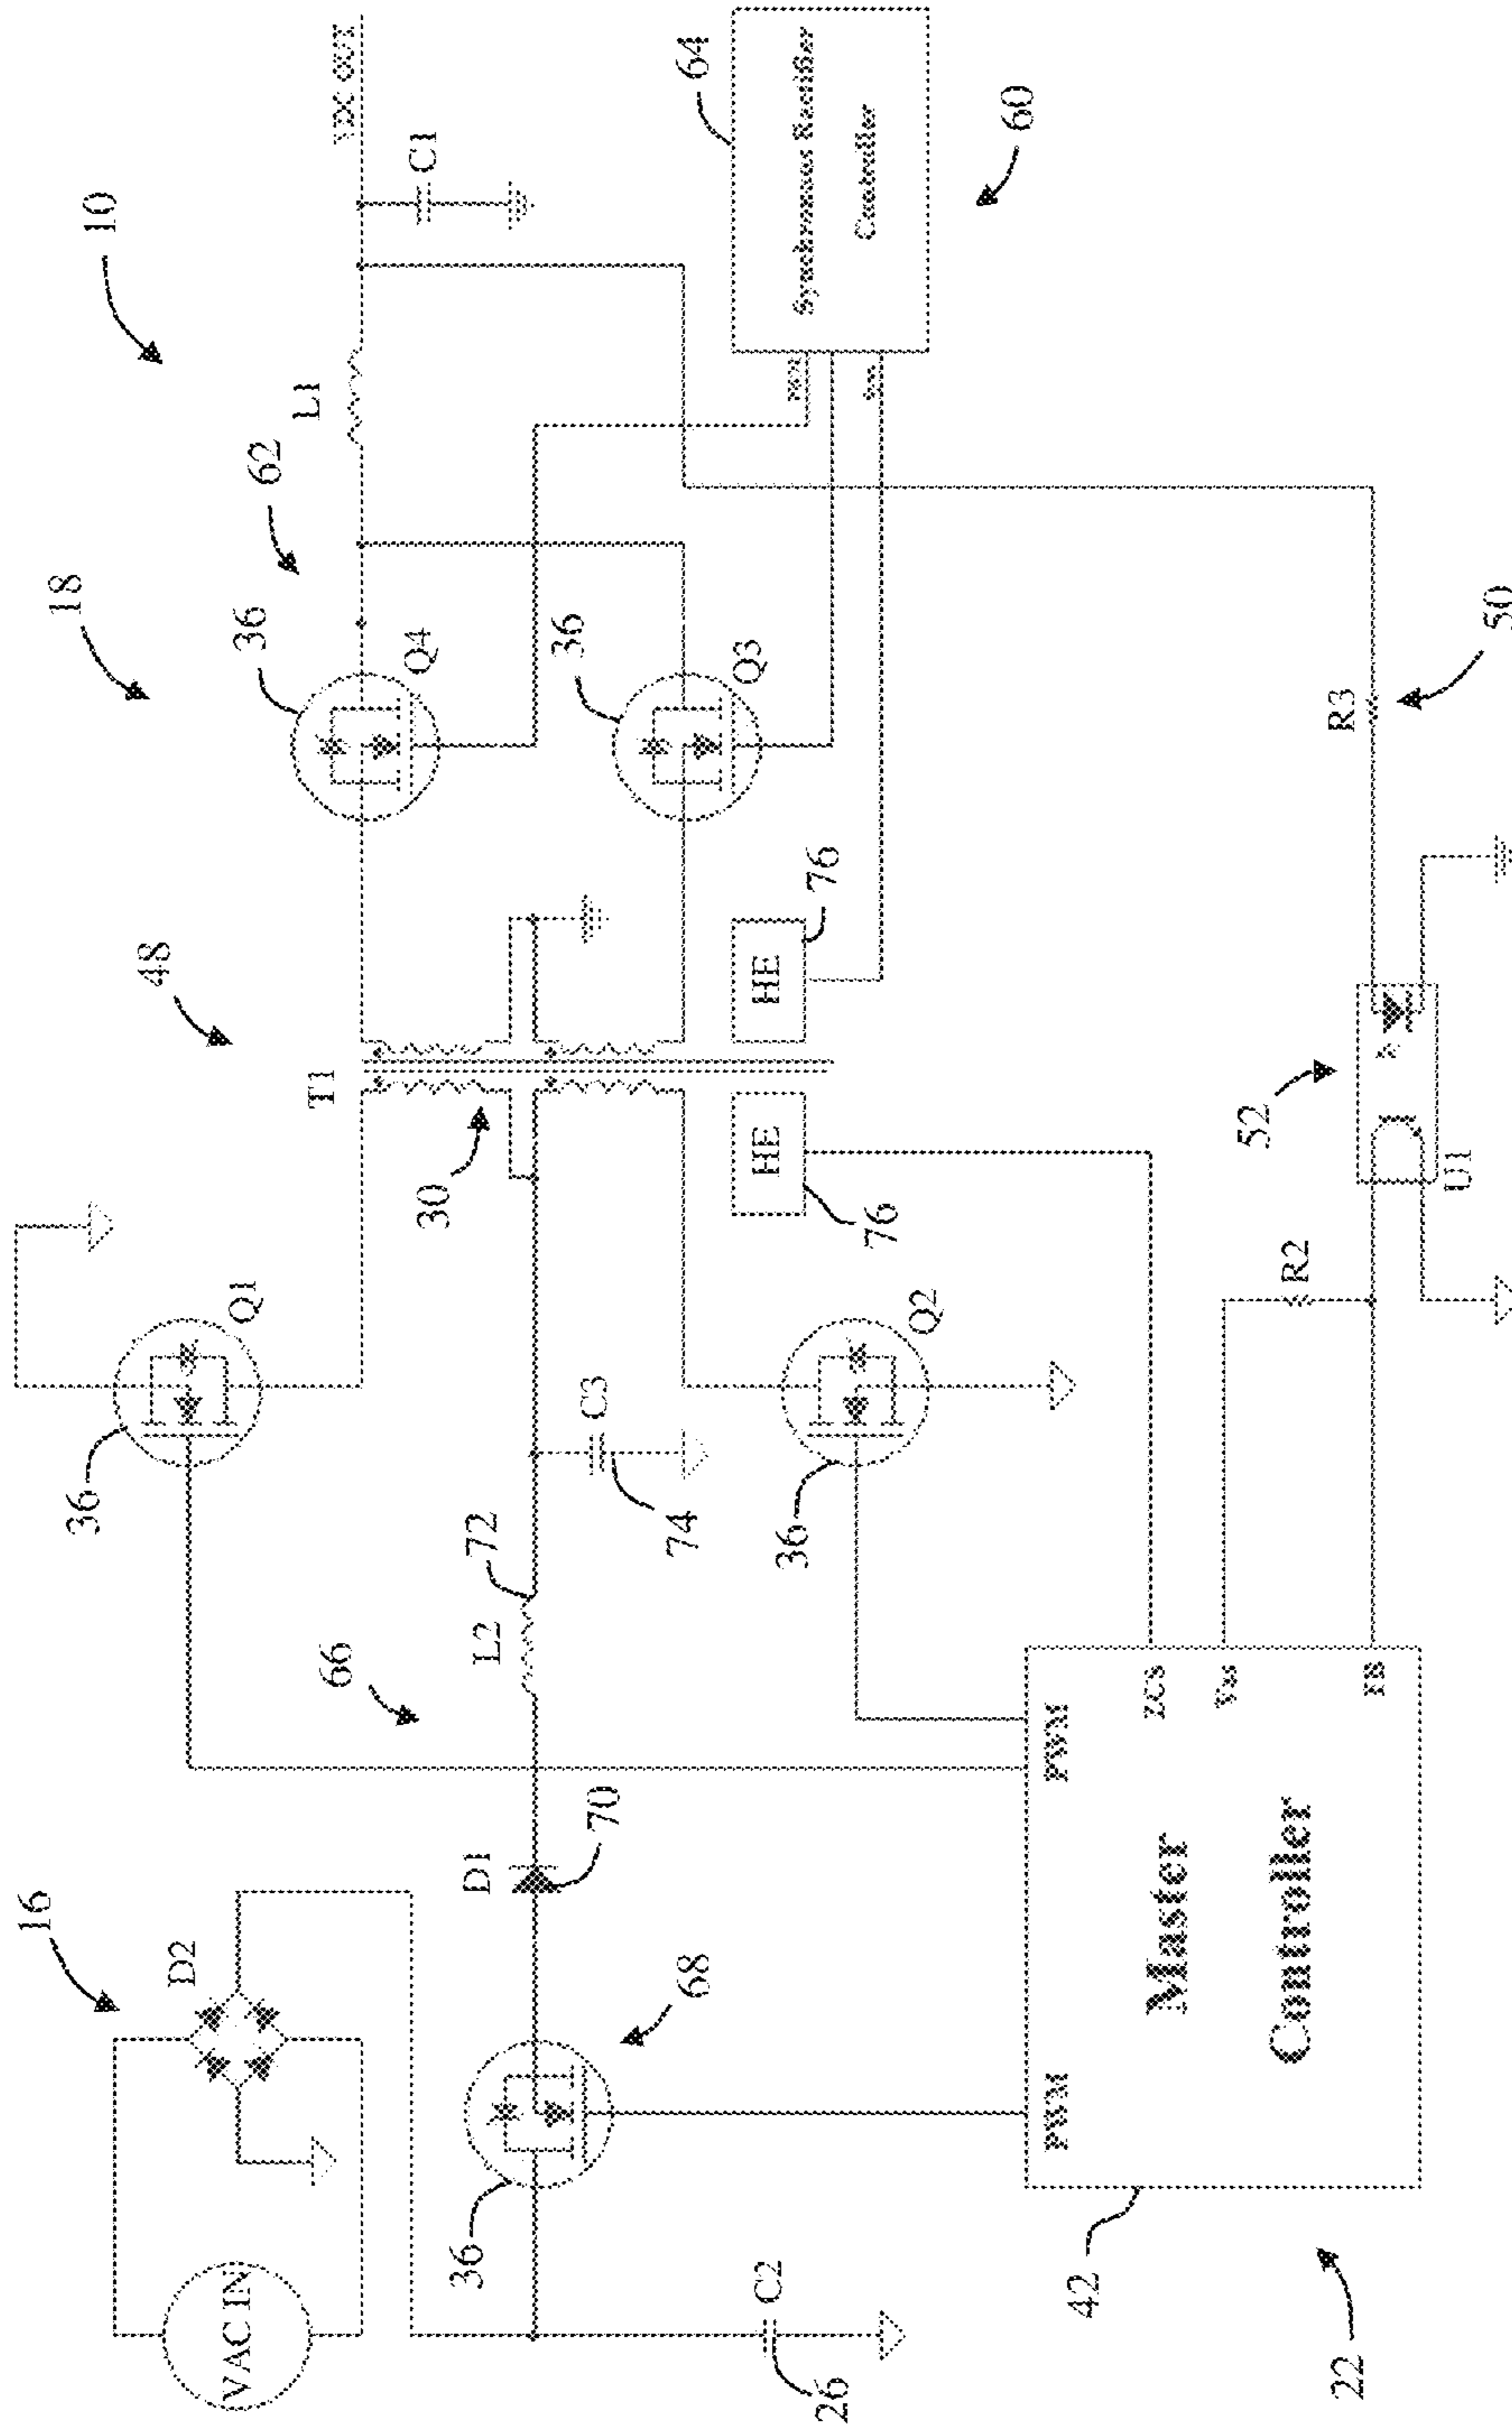 10
18
48
62
66
16
VAC IN
D2
36
Q1
T1
30
36
Q4
L1
VDC OUT
C1
36
Q3
64
Synchronous Rectifier
Controller
60
HE
76
HE
76
36
68
D1
70
L2
72
C3
74
36
Q2
C2
26
PWM
PWM
ZCS
Vss
FB
Master
Controller
42
22
R2
52
U1
R3
50